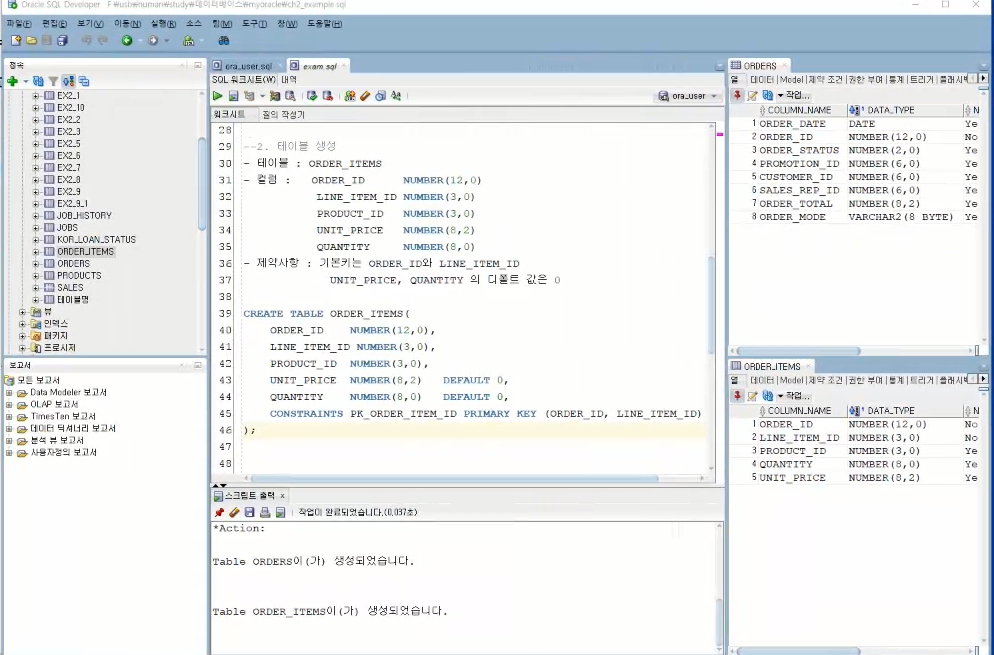 Oracle SQL Developer F:\usb\human\study\데이터베이스\myoracle\ch2_example.sql
파일(F) 편집(E) 보기(V) 이동(N) 실행(R) 소스 팀(M) 도구(T) 창(W) 도움말(H)
접속
EX2_1
EX2_10
EX2_2
EX2_3
EX2_5
EX2_6
EX2_7
EX2_8
EX2_9
EX2_9_1
JOB_HISTORY
JOBS
KOR_LOAN_STATUS
ORDER_ITEMS
ORDERS
PRODUCTS
SALES
테이블명
뷰
인덱스
패키지
프로시저
보고서
모든 보고서
Data Modeler 보고서
OLAP 보고서
TimesTen 보고서
데이터 딕셔너리 보고서
분석 뷰 보고서
사용자정의 보고서
ora_user.sql exam.sql
SQL 워크시트(W) 내역
ora_user
워크시트 질의 작성기
28
29 --2. 테이블 생성
30 - 테이블 : ORDER_ITEMS
31 - 컬럼 : ORDER_ID NUMBER(12,0)
32 LINE_ITEM_ID NUMBER(3,0)
33 PRODUCT_ID NUMBER(3,0)
34 UNIT_PRICE NUMBER(8,2)
35 QUANTITY NUMBER(8,0)
36 - 제약사항 : 기본키는 ORDER_ID와 LINE_ITEM_ID
37 UNIT_PRICE, QUANTITY 의 디폴트 값은 0
38
39 CREATE TABLE ORDER_ITEMS(
40 ORDER_ID NUMBER(12,0),
41 LINE_ITEM_ID NUMBER(3,0),
42 PRODUCT_ID NUMBER(3,0),
43 UNIT_PRICE NUMBER(8,2) DEFAULT 0,
44 QUANTITY NUMBER(8,0) DEFAULT 0,
45 CONSTRAINTS PK_ORDER_ITEM_ID PRIMARY KEY (ORDER_ID, LINE_ITEM_ID)
46 );
47
48
스크립트 출력
작업이 완료되었습니다.(0.037초)
*Action:
Table ORDERS이(가) 생성되었습니다.
Table ORDER_ITEMS이(가) 생성되었습니다.
ORDERS
열 데이터 Model 제약 조건 권한 부여 통계 트리거 플래시백
작업...
COLUMN_NAME DATA_TYPE N
1 ORDER_DATE DATE Ye
2 ORDER_ID NUMBER(12,0) No
3 ORDER_STATUS NUMBER(2,0) Ye
4 PROMOTION_ID NUMBER(6,0) Ye
5 CUSTOMER_ID NUMBER(6,0) Ye
6 SALES_REP_ID NUMBER(6,0) Ye
7 ORDER_TOTAL NUMBER(8,2) Ye
8 ORDER_MODE VARCHAR2(8 BYTE) Ye
ORDER_ITEMS
열 데이터 Model 제약 조건 권한 부여 통계 트리거 플래시백
작업...
COLUMN_NAME DATA_TYPE N
1 ORDER_ID NUMBER(12,0) No
2 LINE_ITEM_ID NUMBER(3,0) No
3 PRODUCT_ID NUMBER(3,0) Ye
4 QUANTITY NUMBER(8,0) Ye
5 UNIT_PRICE NUMBER(8,2) Ye